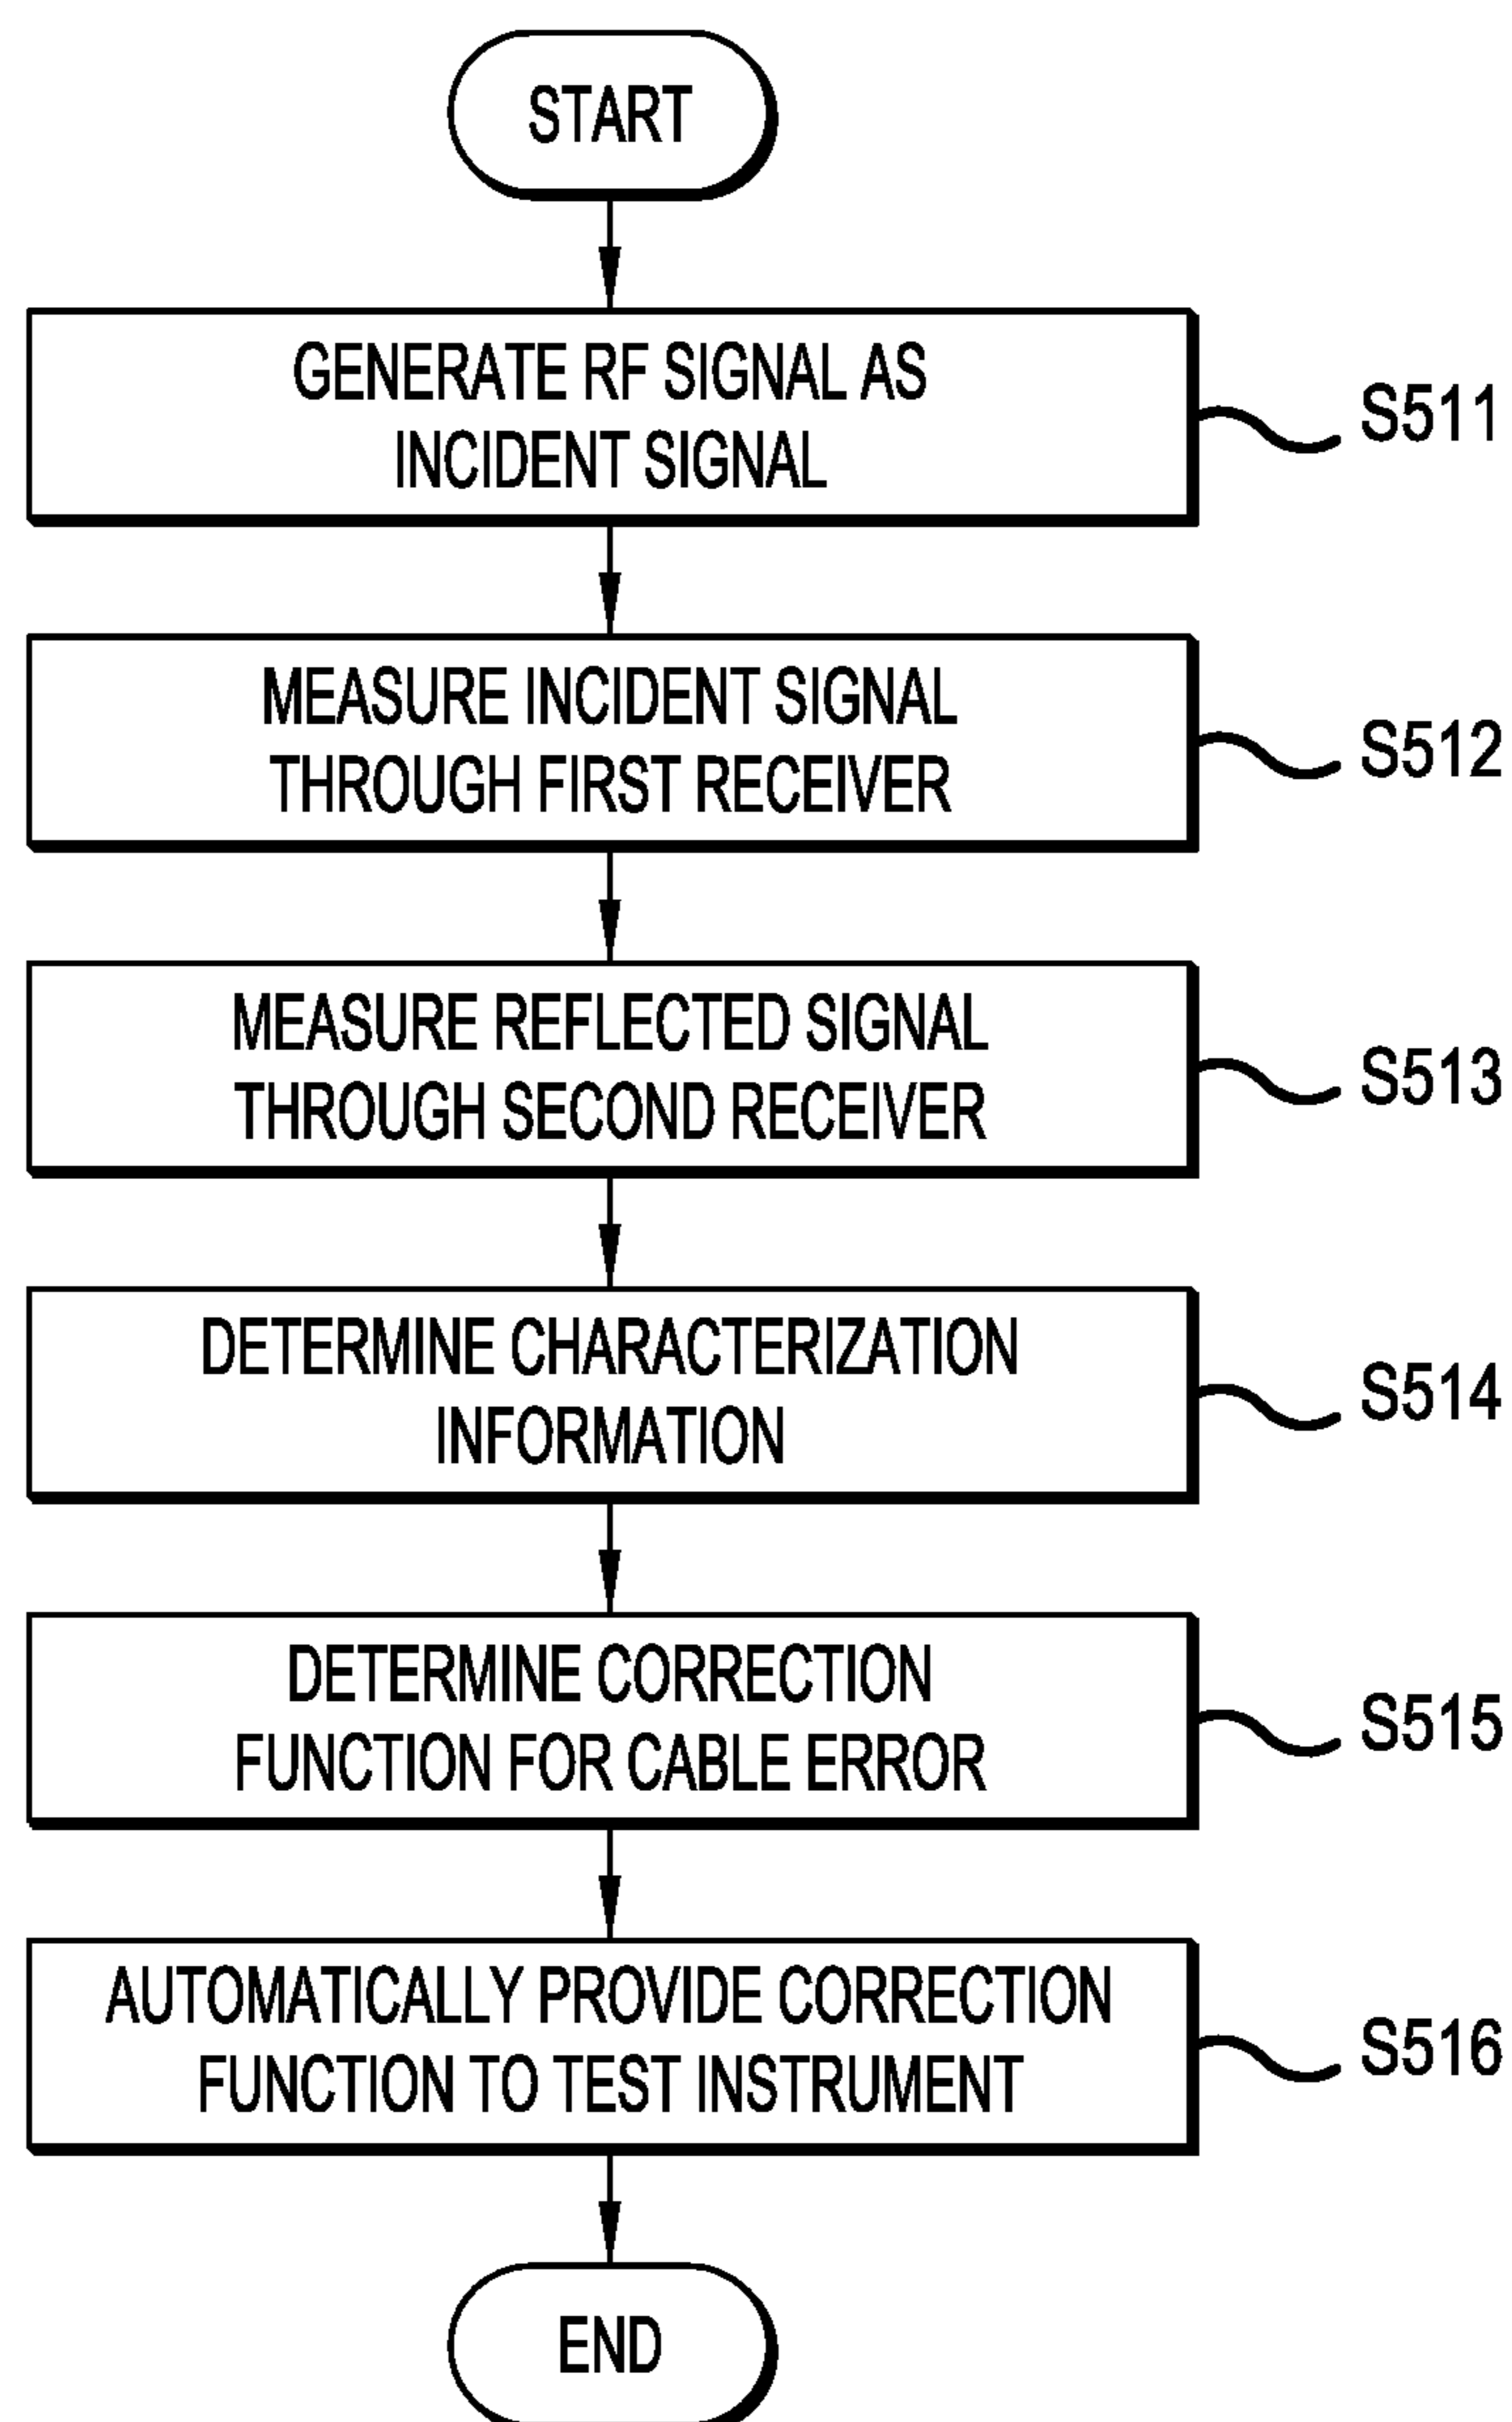 START
GENERATE RF SIGNAL AS
INCIDENT SIGNAL
S511
MEASURE INCIDENT SIGNAL
THROUGH FIRST RECEIVER
S512
MEASURE REFLECTED SIGNAL
THROUGH SECOND RECEIVER
S513
DETERMINE CHARACTERIZATION
INFORMATION
S514
DETERMINE CORRECTION
FUNCTION FOR CABLE ERROR
S515
AUTOMATICALLY PROVIDE CORRECTION
FUNCTION TO TEST INSTRUMENT
S516
END